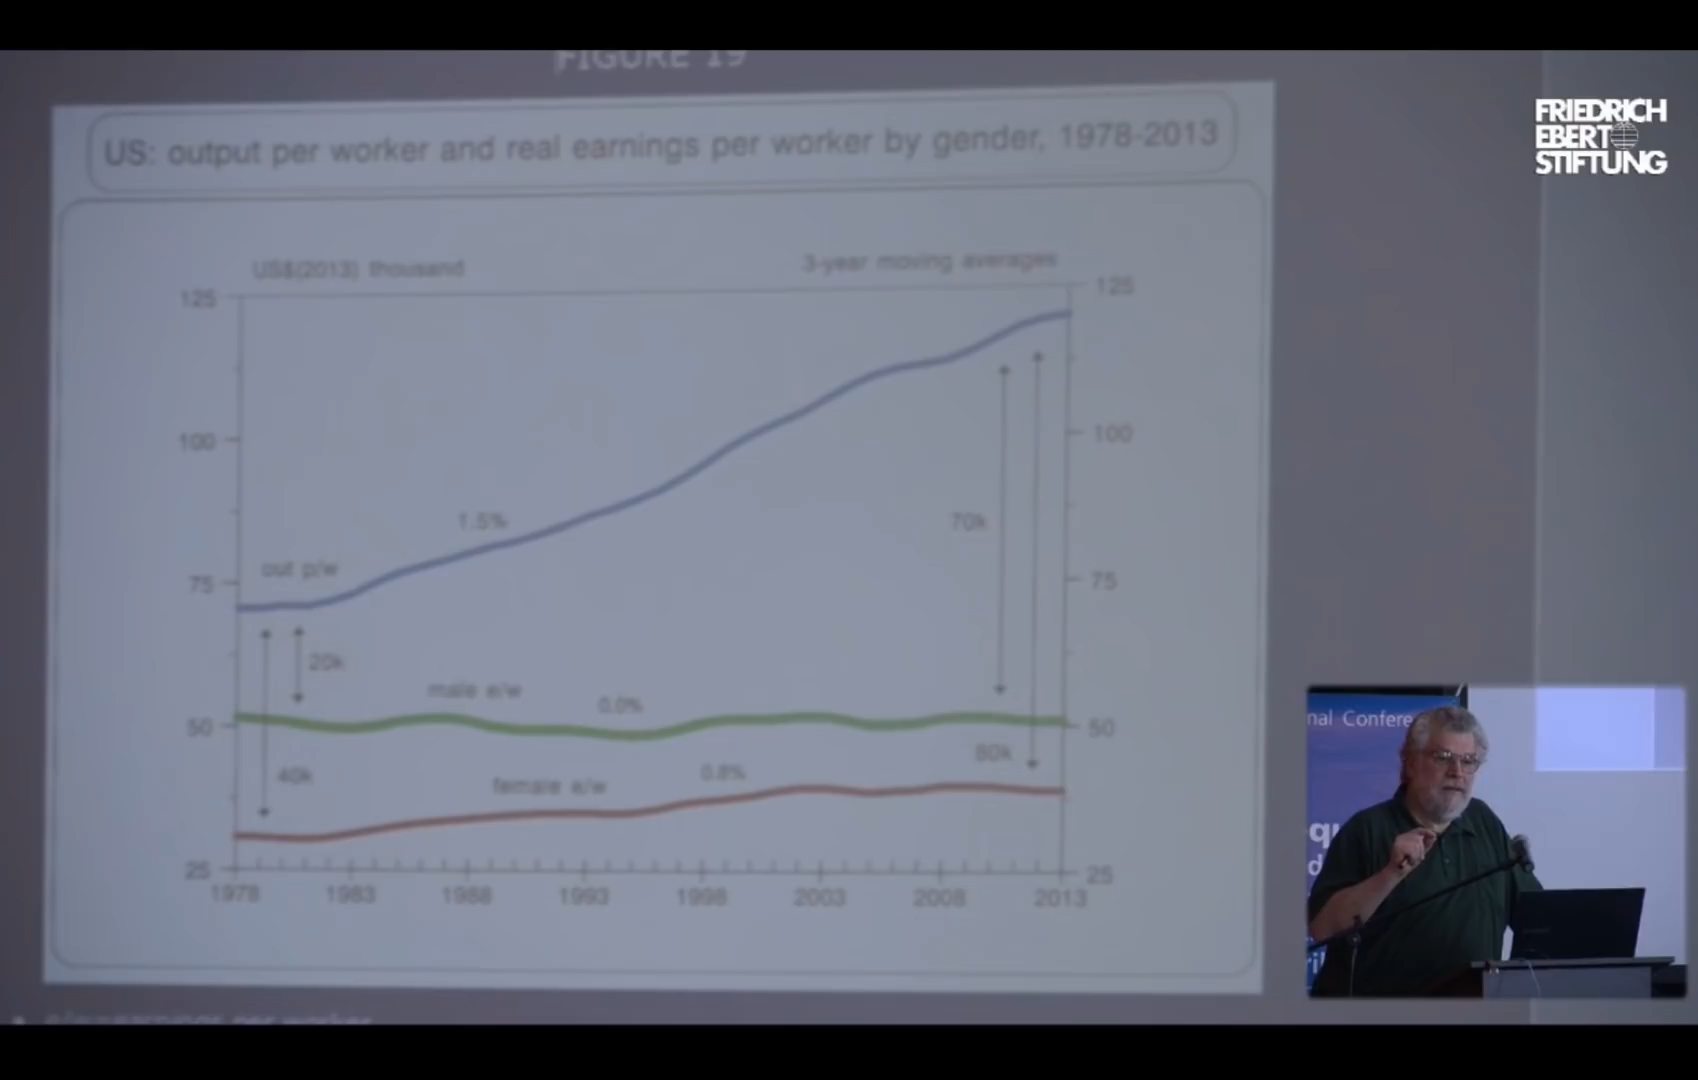 FIGURE 19
FRIEDRICH
EBERT
STIFTUNG
US: output per worker and real earnings per worker by gender, 1978-2013
US$(2013) thousand
3-year moving averages
125
125
100
100
1.5%
70k
out p/w
75
75
20k
male e/w
0.0%
50
50
80k
40k
female e/w
0.8%
25
25
1978
1983
1988
1993
1998
2003
2008
2013
nal Confere
earnings per worker